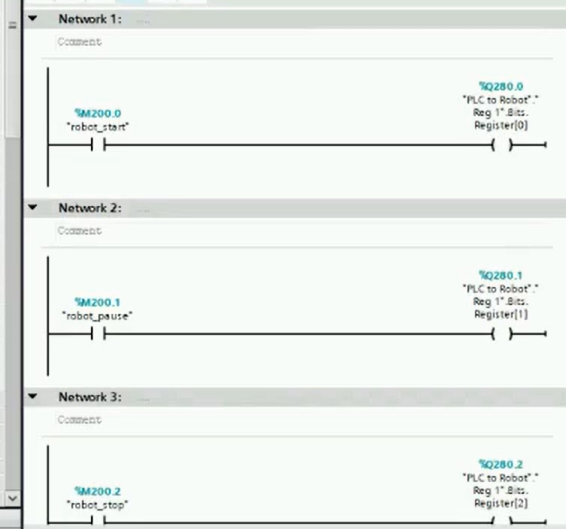 Network 1: .....
Comment
%Q280.0
"PLC to Robot"."
Reg 1".Bits.
Register[0]
%M200.0
"robot_start"
Network 2: .....
Comment
%Q280.1
"PLC to Robot"."
Reg 1".Bits.
Register[1]
%M200.1
"robot_pause"
Network 3: .....
Comment
%Q280.2
"PLC to Robot"."
Reg 1".Bits.
Register[2]
%M200.2
"robot_stop"